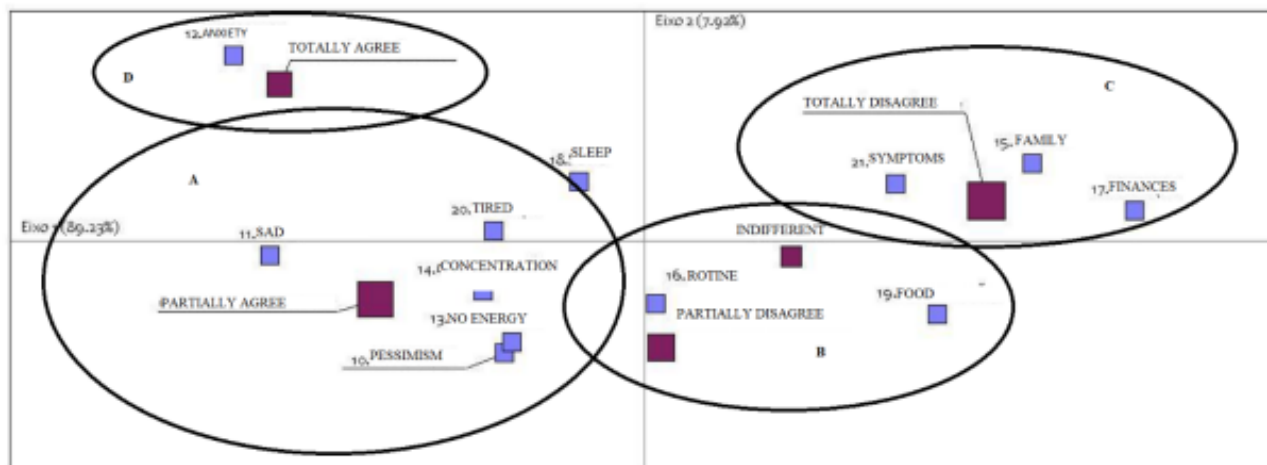 Eixo 2 (7.92%)
12. ANXIETY
TOTALLY AGREE
D
C
TOTALLY DISAGREE
15. FAMILY
18. SLEEP
21. SYMPTOMS
A
17. FINANCES
20. TIRED
Eixo 1 (89.23%)
11. SAD
INDIFFERENT
14. CONCENTRATION
16. ROTINE
PARTIALLY AGREE
19. FOOD
13. NO ENERGY
PARTIALLY DISAGREE
10. PESSIMISM
B